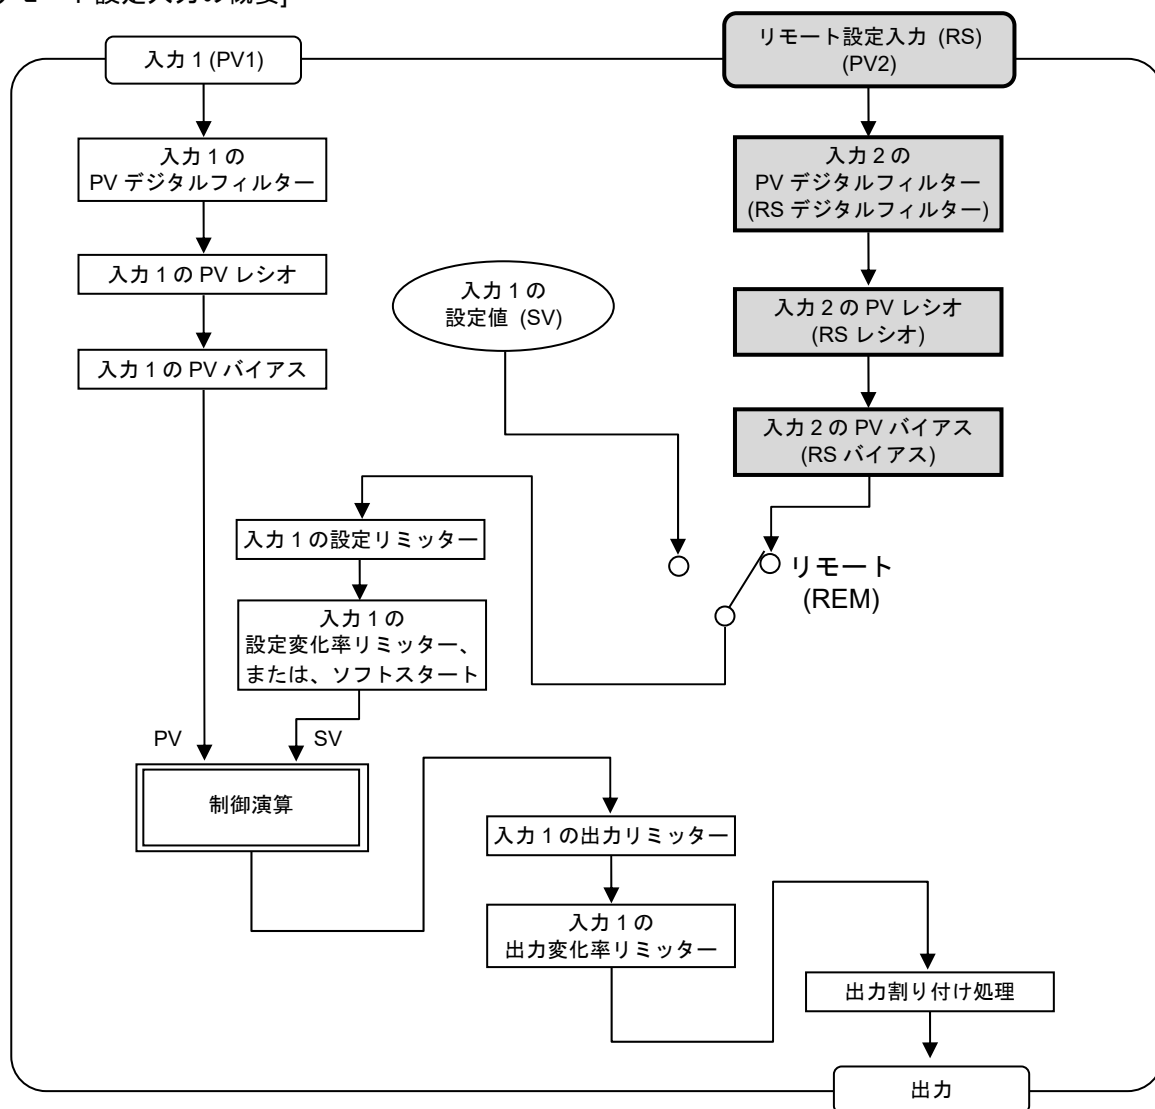 入力 1 (PV1)
リモート設定入力 (RS)
(PV2)
入力 1 の
PV デジタルフィルター
入力 2 の
PV デジタルフィルター
(RS デジタルフィルター)
入力 1 の PV レシオ
入力 1 の
設定値 (SV)
入力 2 の PV レシオ
(RS レシオ)
入力 1 の PV バイアス
入力 2 の PV バイアス
(RS バイアス)
入力 1 の設定リミッター
リモート
(REM)
入力 1 の
設定変化率リミッター、
または、ソフトスタート
PV
SV
制御演算
入力 1 の出力リミッター
入力 1 の
出力変化率リミッター
出力割り付け処理
出力